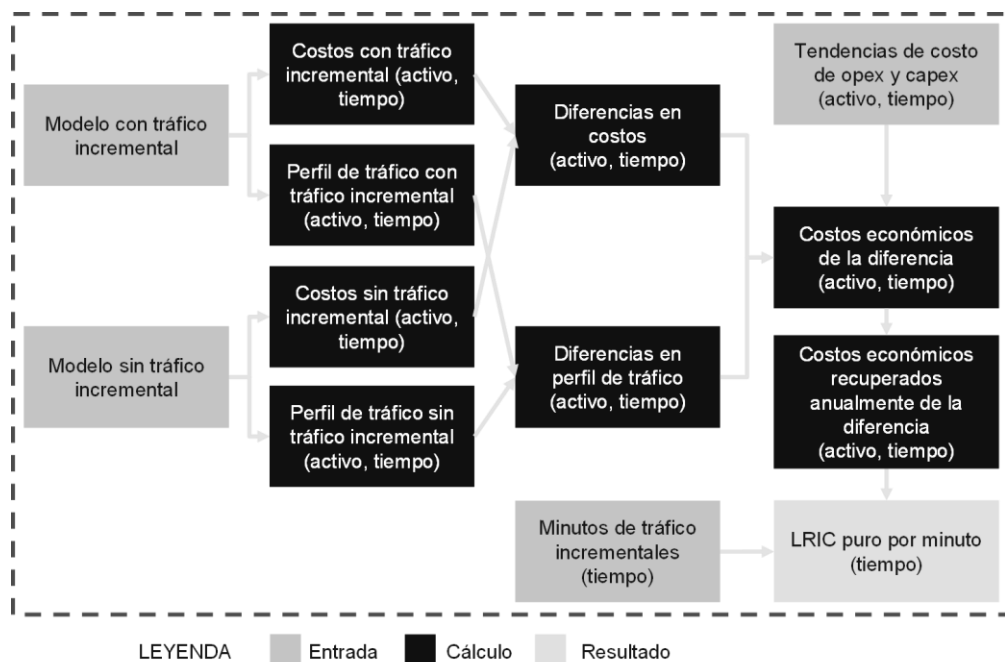 Modelo con tráfico
incremental
Modelo sin tráfico
incremental
Costos con tráfico
incremental (activo,
tiempo)
Perfil de tráfico con
tráfico incremental
(activo, tiempo)
Costos sin tráfico
incremental (activo,
tiempo)
Perfil de tráfico sin
tráfico incremental
(activo, tiempo)
Diferencias en
costos
(activo, tiempo)
Diferencias en
perfil de tráfico
(activo, tiempo)
Minutos de tráfico
incrementales
(tiempo)
Tendencias de costo
de opex y capex
(activo, tiempo)
Costos económicos
de la diferencia
(activo, tiempo)
Costos económicos
recuperados
anualmente de la
diferencia
(activo, tiempo)
LRIC puro por minuto
(tiempo)
LEYENDA
Entrada
Cálculo
Resultado